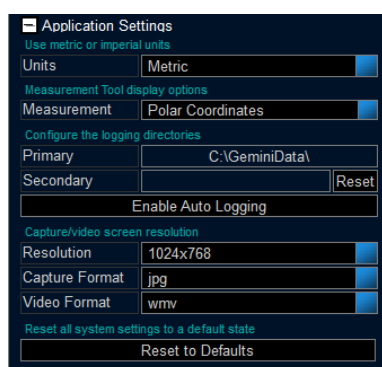 Application Settings
Use metric or imperial units
Units Metric
Measurement Tool display options
Measurement Polar Coordinates
Configure the logging directories
Primary C:\GeminiData\
Secondary Reset
Enable Auto Logging
Capture/video screen resolution
Resolution 1024x768
Capture Format jpg
Video Format wmv
Reset all system settings to a default state
Reset to Defaults